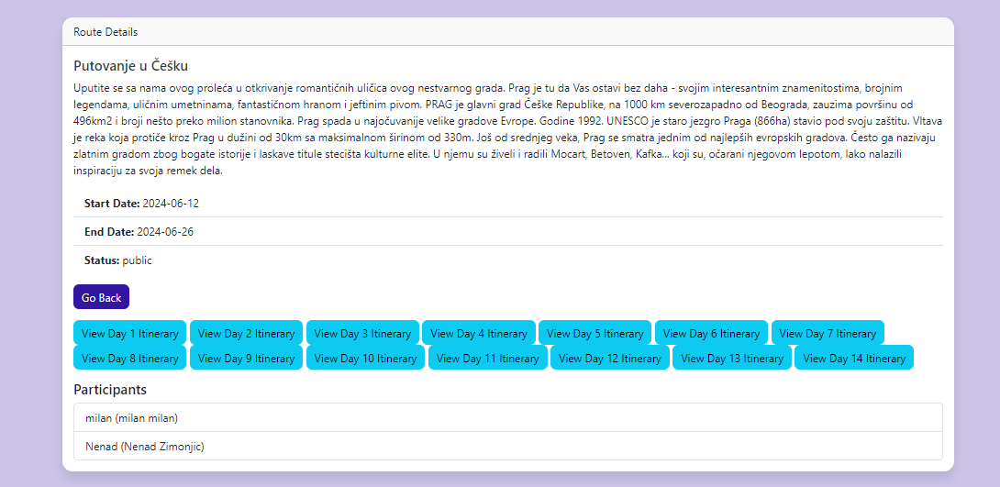 Route Details
Putovanje u Češku
Uputite se sa nama ovog proleća u otkrivanje romantičnih uličica ovog nestvarnog grada. Prag je tu da Vas ostavi bez daha - svojim interesantnim znamenitostima, brojnim
legendama, uličnim umetninama, fantastičnom hranom i jeftinim pivom. PRAG je glavni grad Češke Republike, na 1000 km severozapadno od Beograda, zauzima površinu od
496km2 i broji nešto preko milion stanovnika. Prag spada u najočuvanije velike gradove Evrope. Godine 1992. UNESCO je staro jezgro Praga (866ha) stavio pod svoju zaštitu. Vltava
je reka koja protiče kroz Prag u dužini od 30km sa maksimalnom širinom od 330m. Još od srednjeg veka, Prag se smatra jednim od najlepših evropskih gradova. Često ga nazivaju
zlatnim gradom zbog bogate istorije i laskave titule stecišta kulturne elite. U njemu su živeli i radili Mocart, Betoven, Kafka... koji su, očarani njegovom lepotom, lako nalazili
inspiraciju za svoja remek dela.
Start Date: 2024-06-12
End Date: 2024-06-26
Status: public
Go Back
View Day 1 Itinerary View Day 2 Itinerary View Day 3 Itinerary View Day 4 Itinerary View Day 5 Itinerary View Day 6 Itinerary View Day 7 Itinerary
View Day 8 Itinerary View Day 9 Itinerary View Day 10 Itinerary View Day 11 Itinerary View Day 12 Itinerary View Day 13 Itinerary View Day 14 Itinerary
Participants
milan (milan milan)
Nenad (Nenad Zimonjic)